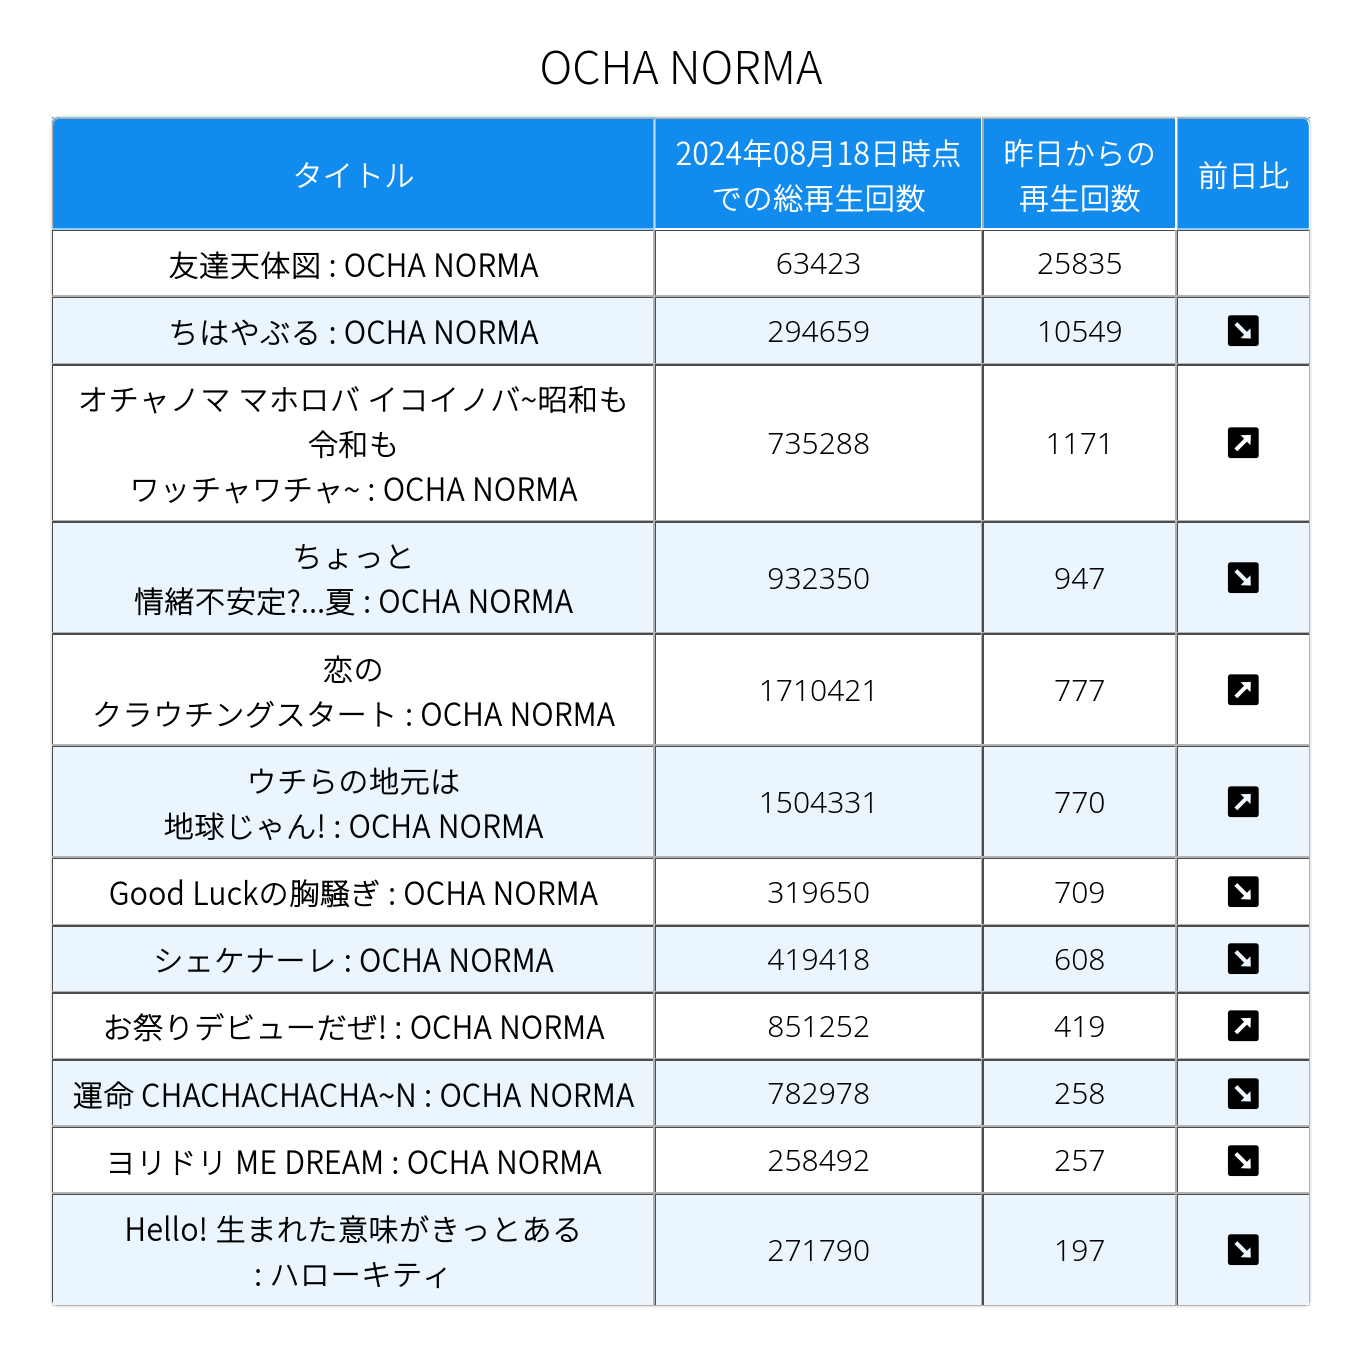 OCHA NORMA
タイトル
2024年08月18日時点
での総再生回数
昨日からの
再生回数
前日比
友達天体図 : OCHA NORMA
63423
25835
ちはやぶる : OCHA NORMA
294659
10549
↘
オチャノマ マホロバ イコイノバ~昭和も
令和も
ワッチャワチャ~ : OCHA NORMA
735288
1171
↗
ちょっと
情緒不安定?...夏 : OCHA NORMA
932350
947
↘
恋の
クラウチングスタート : OCHA NORMA
1710421
777
↗
ウチらの地元は
地球じゃん! : OCHA NORMA
1504331
770
↗
Good Luckの胸騒ぎ : OCHA NORMA
319650
709
↘
シェケナーレ : OCHA NORMA
419418
608
↘
お祭りデビューだぜ! : OCHA NORMA
851252
419
↗
運命 CHACHACHACHA~N : OCHA NORMA
782978
258
↘
ヨリドリ ME DREAM : OCHA NORMA
258492
257
↘
Hello! 生まれた意味がきっとある
: ハローキティ
271790
197
↘